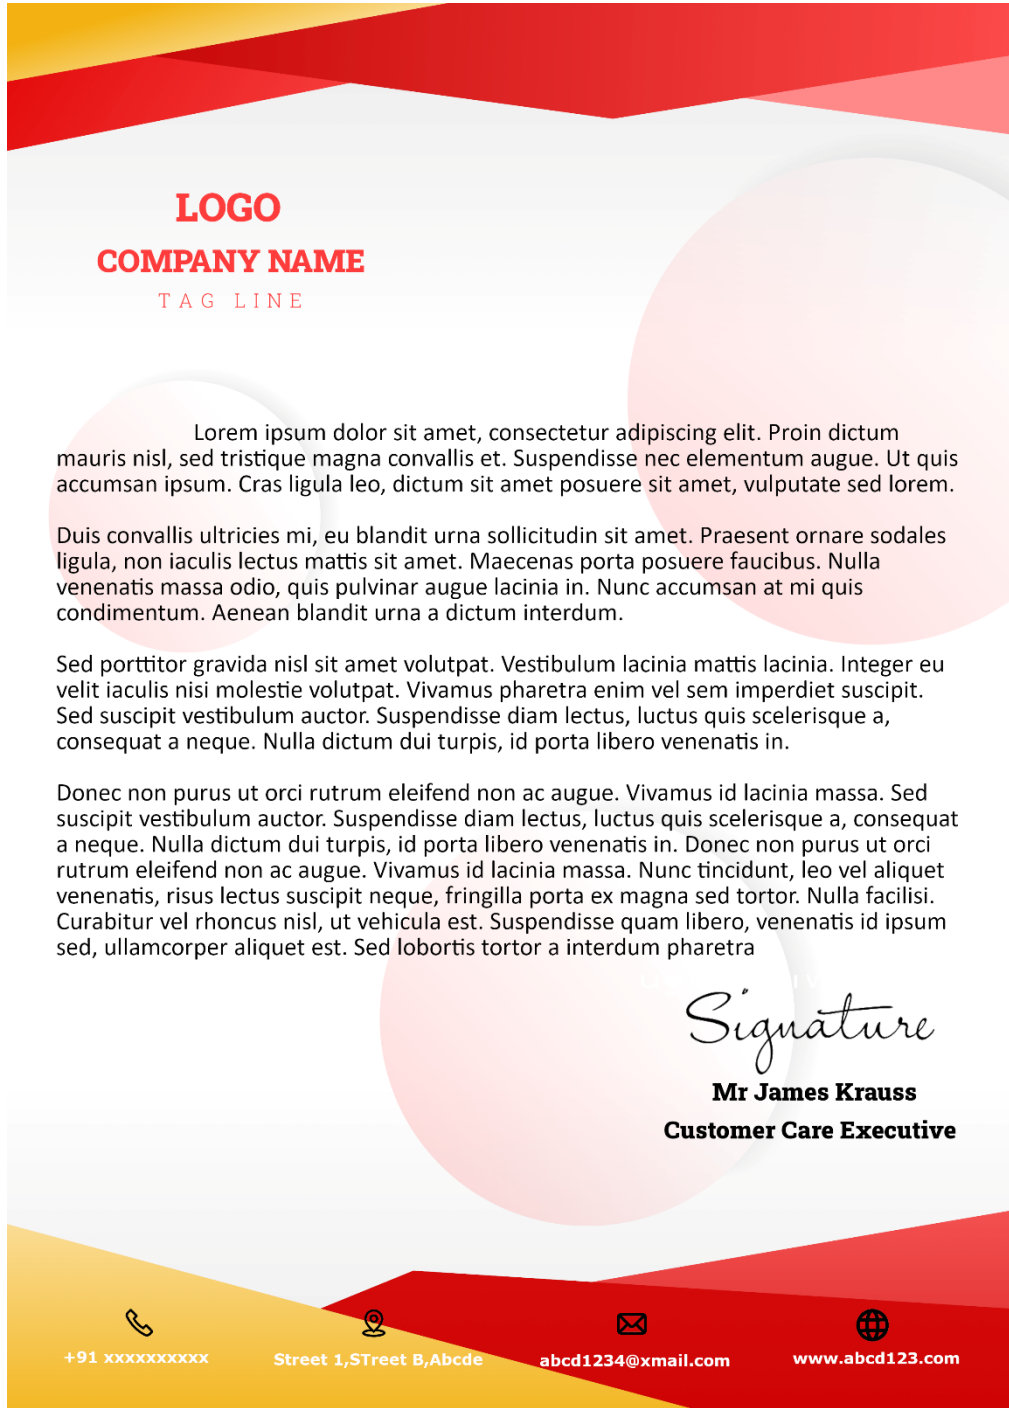 LOGO
COMPANY NAME
TAG LINE
Lorem ipsum dolor sit amet, consectetur adipiscing elit. Proin dictum
mauris nisl, sed tristique magna convallis et. Suspendisse nec elementum augue. Ut quis
accumsan ipsum. Cras ligula leo, dictum sit amet posuere sit amet, vulputate sed lorem.
Duis convallis ultricies mi, eu blandit urna sollicitudin sit amet. Praesent ornare sodales
ligula, non iaculis lectus mattis sit amet. Maecenas porta posuere faucibus. Nulla
venenatis massa odio, quis pulvinar augue lacinia in. Nunc accumsan at mi quis
condimentum. Aenean blandit urna a dictum interdum.
Sed porttitor gravida nisl sit amet volutpat. Vestibulum lacinia mattis lacinia. Integer eu
velit iaculis nisi molestie volutpat. Vivamus pharetra enim vel sem imperdiet suscipit.
Sed suscipit vestibulum auctor. Suspendisse diam lectus, luctus quis scelerisque a,
consequat a neque. Nulla dictum dui turpis, id porta libero venenatis in.
Donec non purus ut orci rutrum eleifend non ac augue. Vivamus id lacinia massa. Sed
suscipit vestibulum auctor. Suspendisse diam lectus, luctus quis scelerisque a, consequat
a neque. Nulla dictum dui turpis, id porta libero venenatis in. Donec non purus ut orci
rutrum eleifend non ac augue. Vivamus id lacinia massa. Nunc tincidunt, leo vel aliquet
venenatis, risus lectus suscipit neque, fringilla porta ex magna sed tortor. Nulla facilisi.
Curabitur vel rhoncus nisl, ut vehicula est. Suspendisse quam libero, venenatis id ipsum
sed, ullamcorper aliquet est. Sed lobortis tortor a interdum pharetra
Signature
Mr James Krauss
Customer Care Executive
+91 xxxxxxxxxx
Street 1,STreet B,Abcde
abcd1234@xmail.com
www.abcd123.com